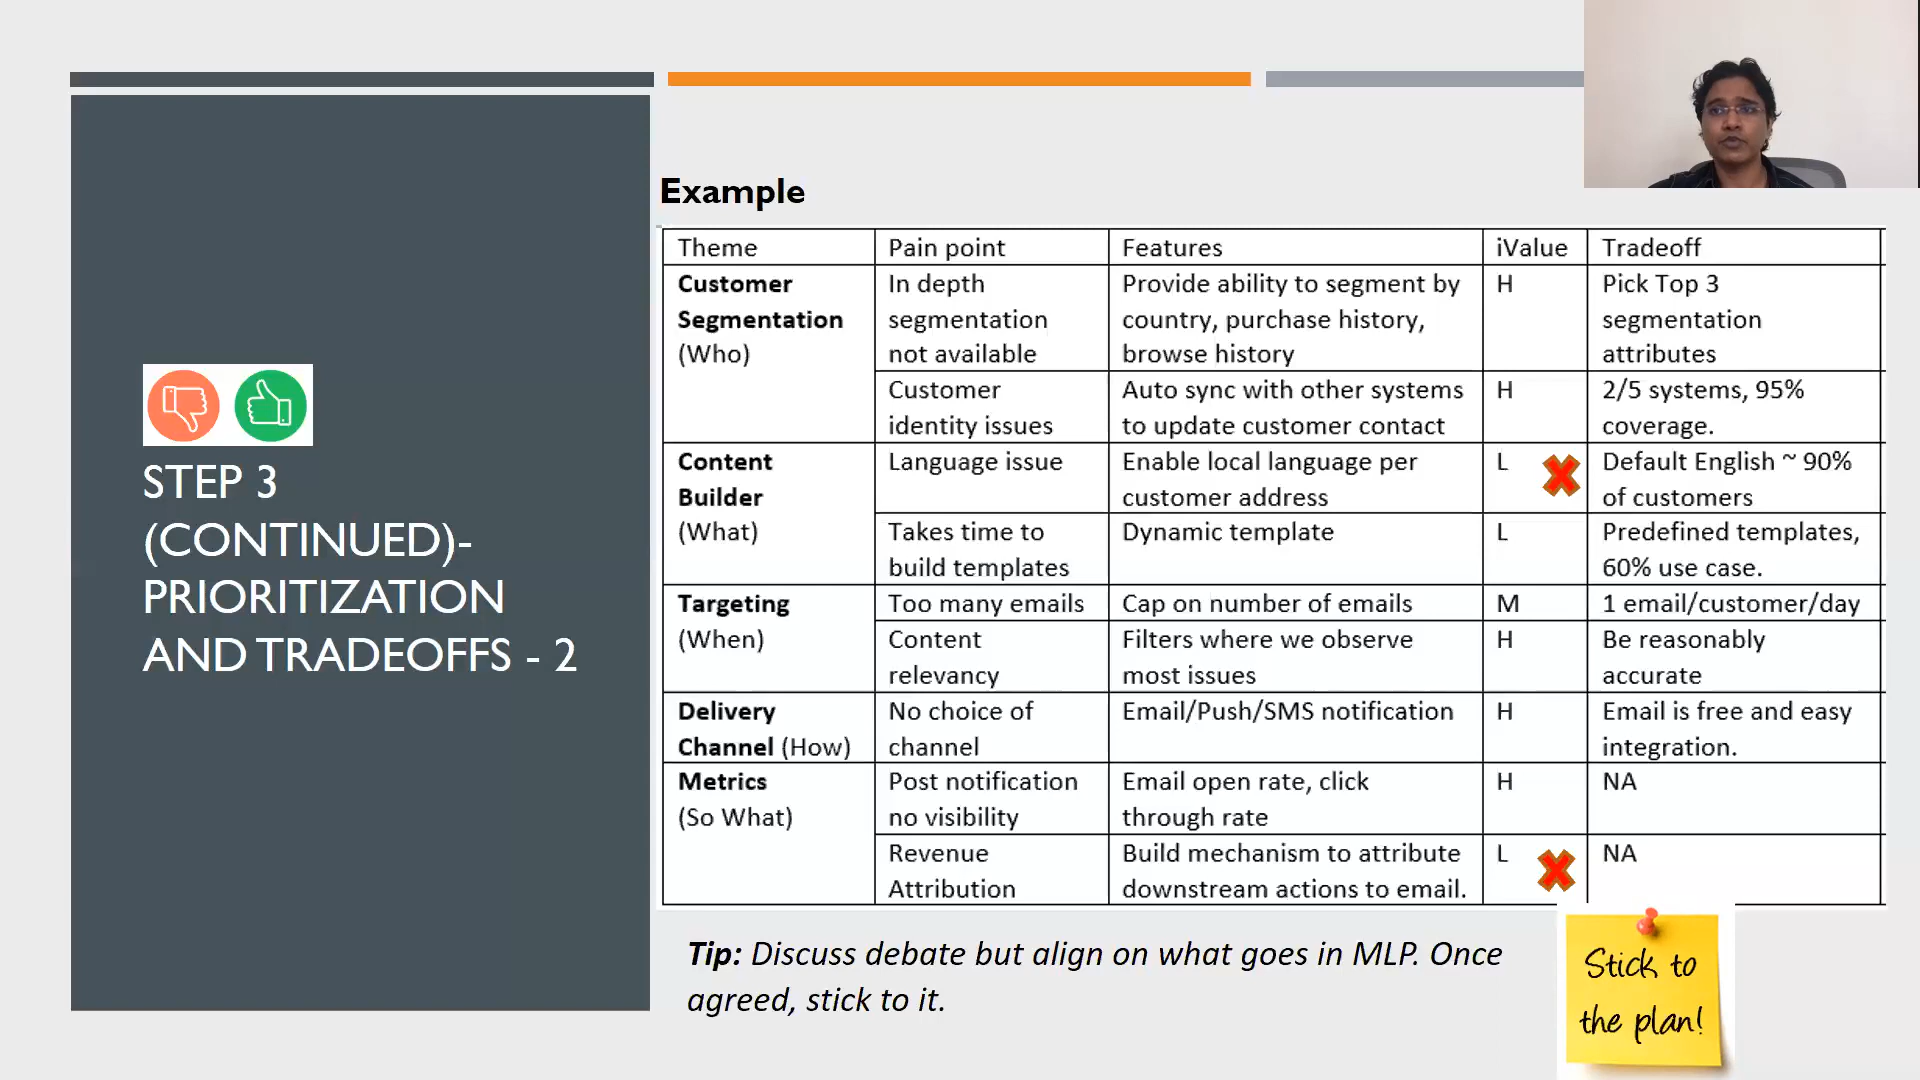 STEP 3
(CONTINUED)-
PRIORITIZATION
AND TRADEOFFS - 2
Example
Theme
Pain point
Features
iValue
Tradeoff
Customer
Segmentation
(Who)
In depth
segmentation
not available
Provide ability to segment by
country, purchase history,
browse history
H
Pick Top 3
segmentation
attributes
Customer
identity issues
Auto sync with other systems
to update customer contact
H
2/5 systems, 95%
coverage.
Content
Builder
(What)
Language issue
Enable local language per
customer address
L
Default English ~ 90%
of customers
Takes time to
build templates
Dynamic template
L
Predefined templates,
60% use case.
Targeting
(When)
Too many emails
Cap on number of emails
M
1 email/customer/day
Content
relevancy
Filters where we observe
most issues
H
Be reasonably
accurate
Delivery
Channel (How)
No choice of
channel
Email/Push/SMS notification
H
Email is free and easy
integration.
Metrics
(So What)
Post notification
no visibility
Email open rate, click
through rate
H
NA
Revenue
Attribution
Build mechanism to attribute
downstream actions to email.
L
NA
Tip: Discuss debate but align on what goes in MLP. Once
agreed, stick to it.
Stick to
the plan!